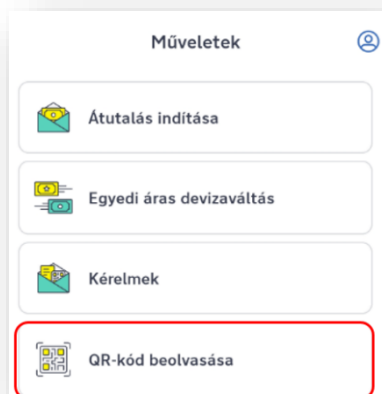 Műveletek
Átutalás indítása
Egyedi áras devizaváltás
Kérelmek
QR-kód beolvasása